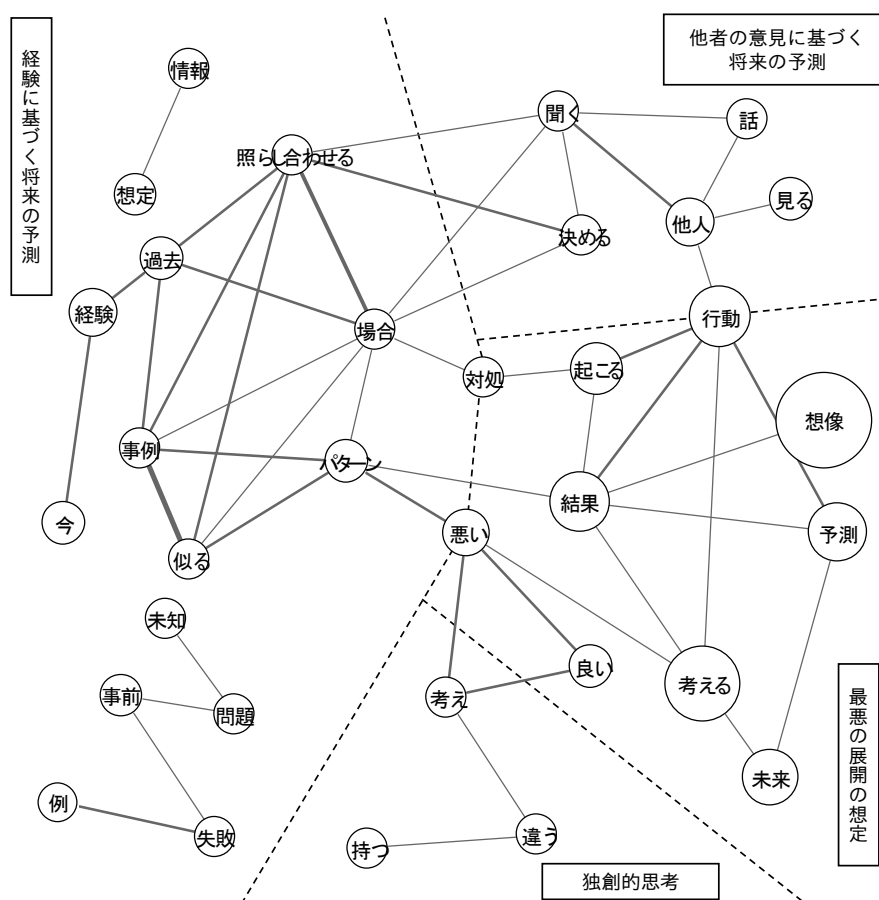 経験に基づく将来の予測
他者の意見に基づく
将来の予測
情報
聞く
話
照らし合わせる
想定
見る
他人
決める
過去
経験
行動
場合
起こる
対処
想像
事例
パターン
結果
今
悪い
予測
似る
未知
良い
考える
事前
考え
問題
未来
最悪の展開の想定
例
失敗
違う
持つ
独創的思考